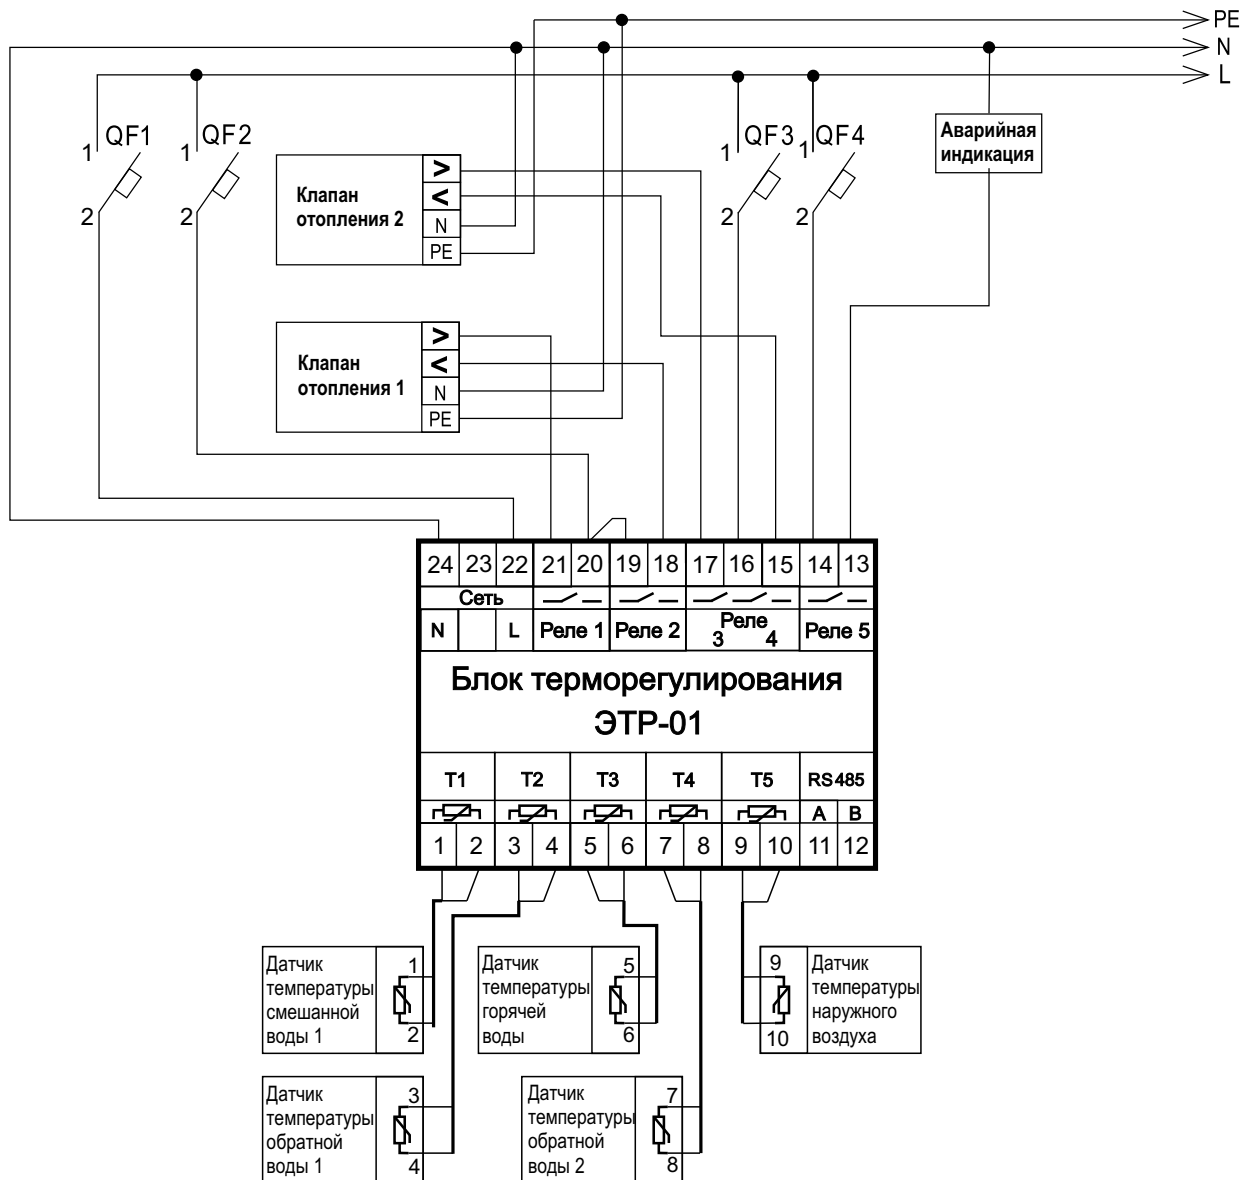 PE
N
L
QF1
1
2
QF2
1
2
QF3
1
2
QF4
1
2
Аварийная
индикация
Клапан
отопления 2
>
<
N
PE
Клапан
отопления 1
>
<
N
PE
24 23 22 21 20 19 18 17 16 15 14 13
Сеть
N L Реле 1 Реле 2 Реле 3 4 Реле 5
Блок терморегулирования
ЭТР-01
T1 T2 T3 T4 T5 RS485
A B
1 2 3 4 5 6 7 8 9 10 11 12
Датчик
температуры
смешанной
воды 1
1
2
Датчик
температуры
горячей
воды
5
6
9
10
Датчик
температуры
наружного
воздуха
Датчик
температуры
обратной
воды 1
3
4
Датчик
температуры
обратной
воды 2
7
8